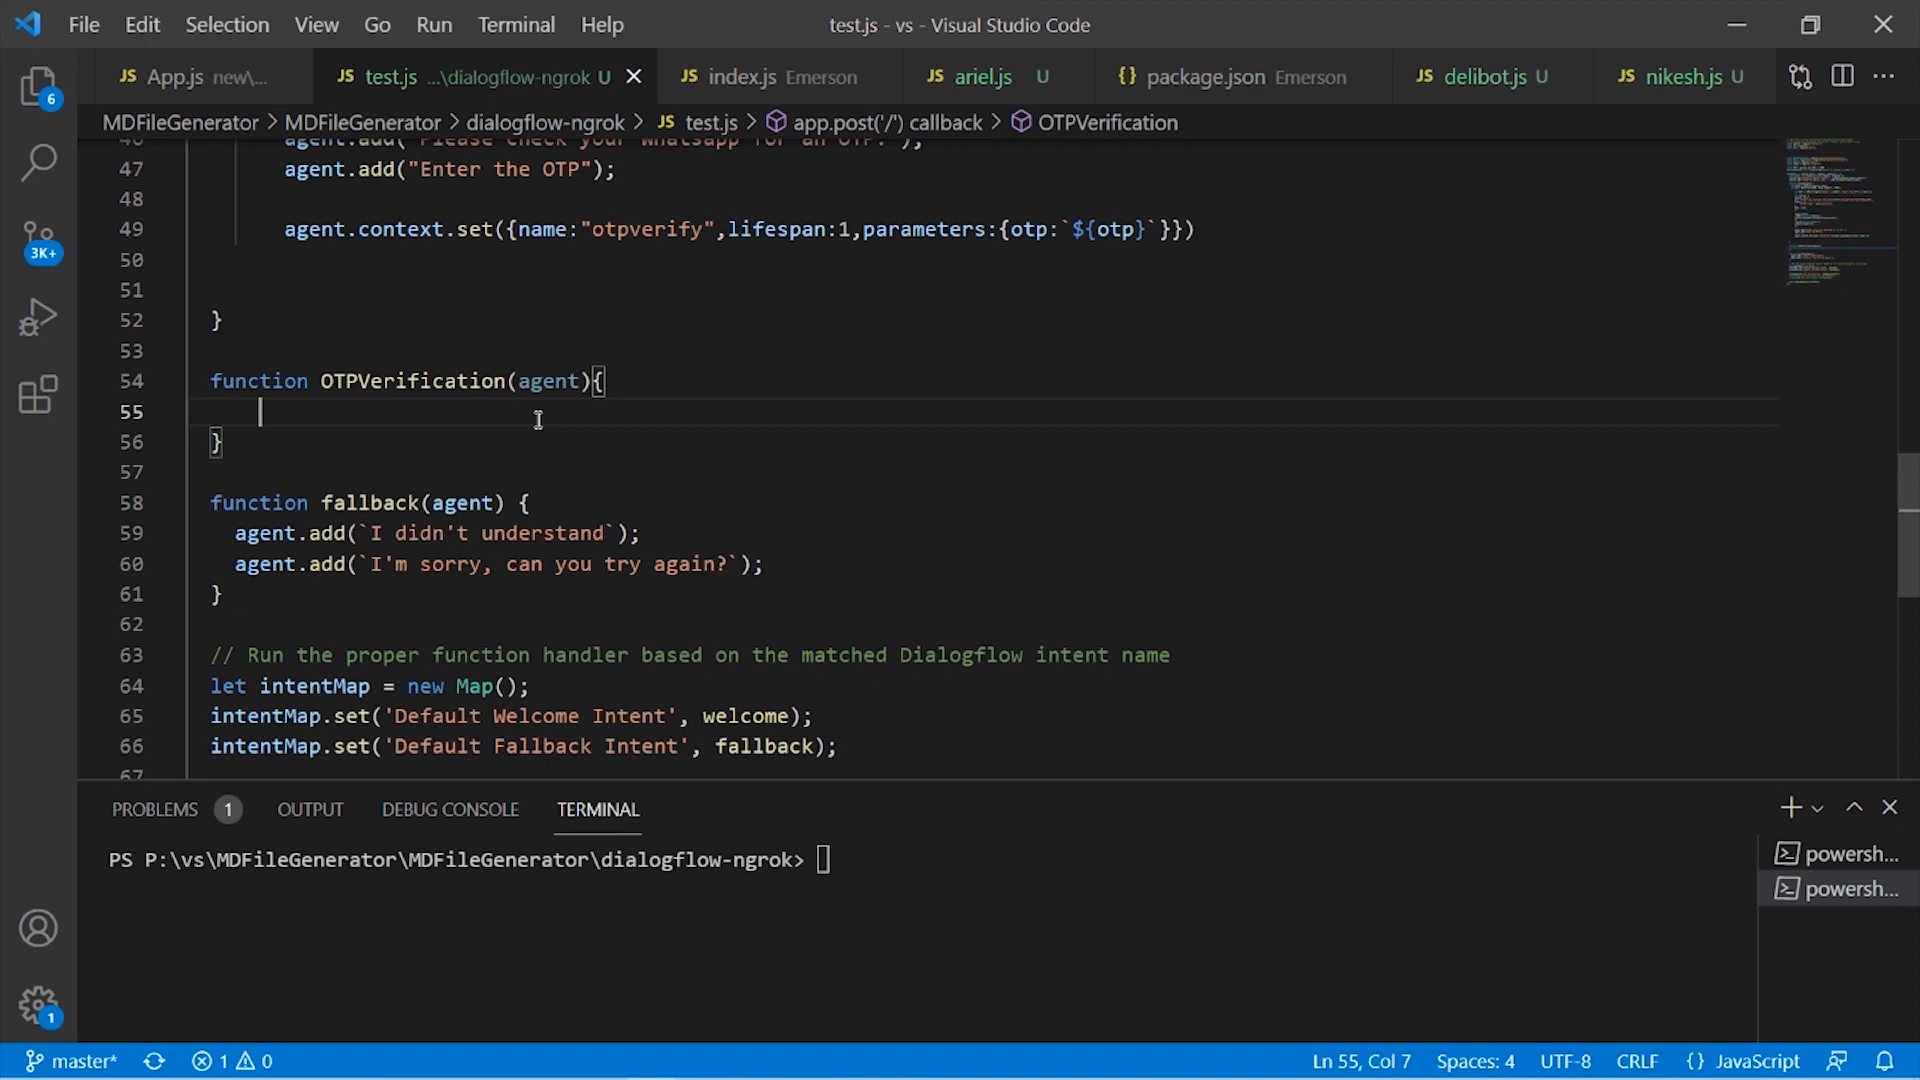 File Edit Selection View Go Run Terminal Help test.js - vs - Visual Studio Code
JS App.js new\... JS test.js ...\dialogflow-ngrok U JS index.js Emerson JS ariel.js U {} package.json Emerson JS delibot.js U JS nikesh.js U
MDFileGenerator > MDFileGenerator > dialogflow-ngrok > JS test.js > app.post('/') callback > OTPVerification
46 agent.add("Please check your whatsapp for an OTP.");
47 agent.add("Enter the OTP");
48
49 agent.context.set({name:"otpverify",lifespan:1,parameters:{otp:`${otp}`}})
50
51
52 }
53
54 function OTPVerification(agent){
55
56 }
57
58 function fallback(agent) {
59 agent.add(`I didn't understand`);
60 agent.add(`I'm sorry, can you try again?`);
61 }
62
63 // Run the proper function handler based on the matched Dialogflow intent name
64 let intentMap = new Map();
65 intentMap.set('Default Welcome Intent', welcome);
66 intentMap.set('Default Fallback Intent', fallback);
67
6
3K+
1
PROBLEMS 1 OUTPUT DEBUG CONSOLE TERMINAL
PS P:\vs\MDFileGenerator\MDFileGenerator\dialogflow-ngrok>
powersh...
powersh...
master* 1 0 Ln 55, Col 7 Spaces: 4 UTF-8 CRLF {} JavaScript